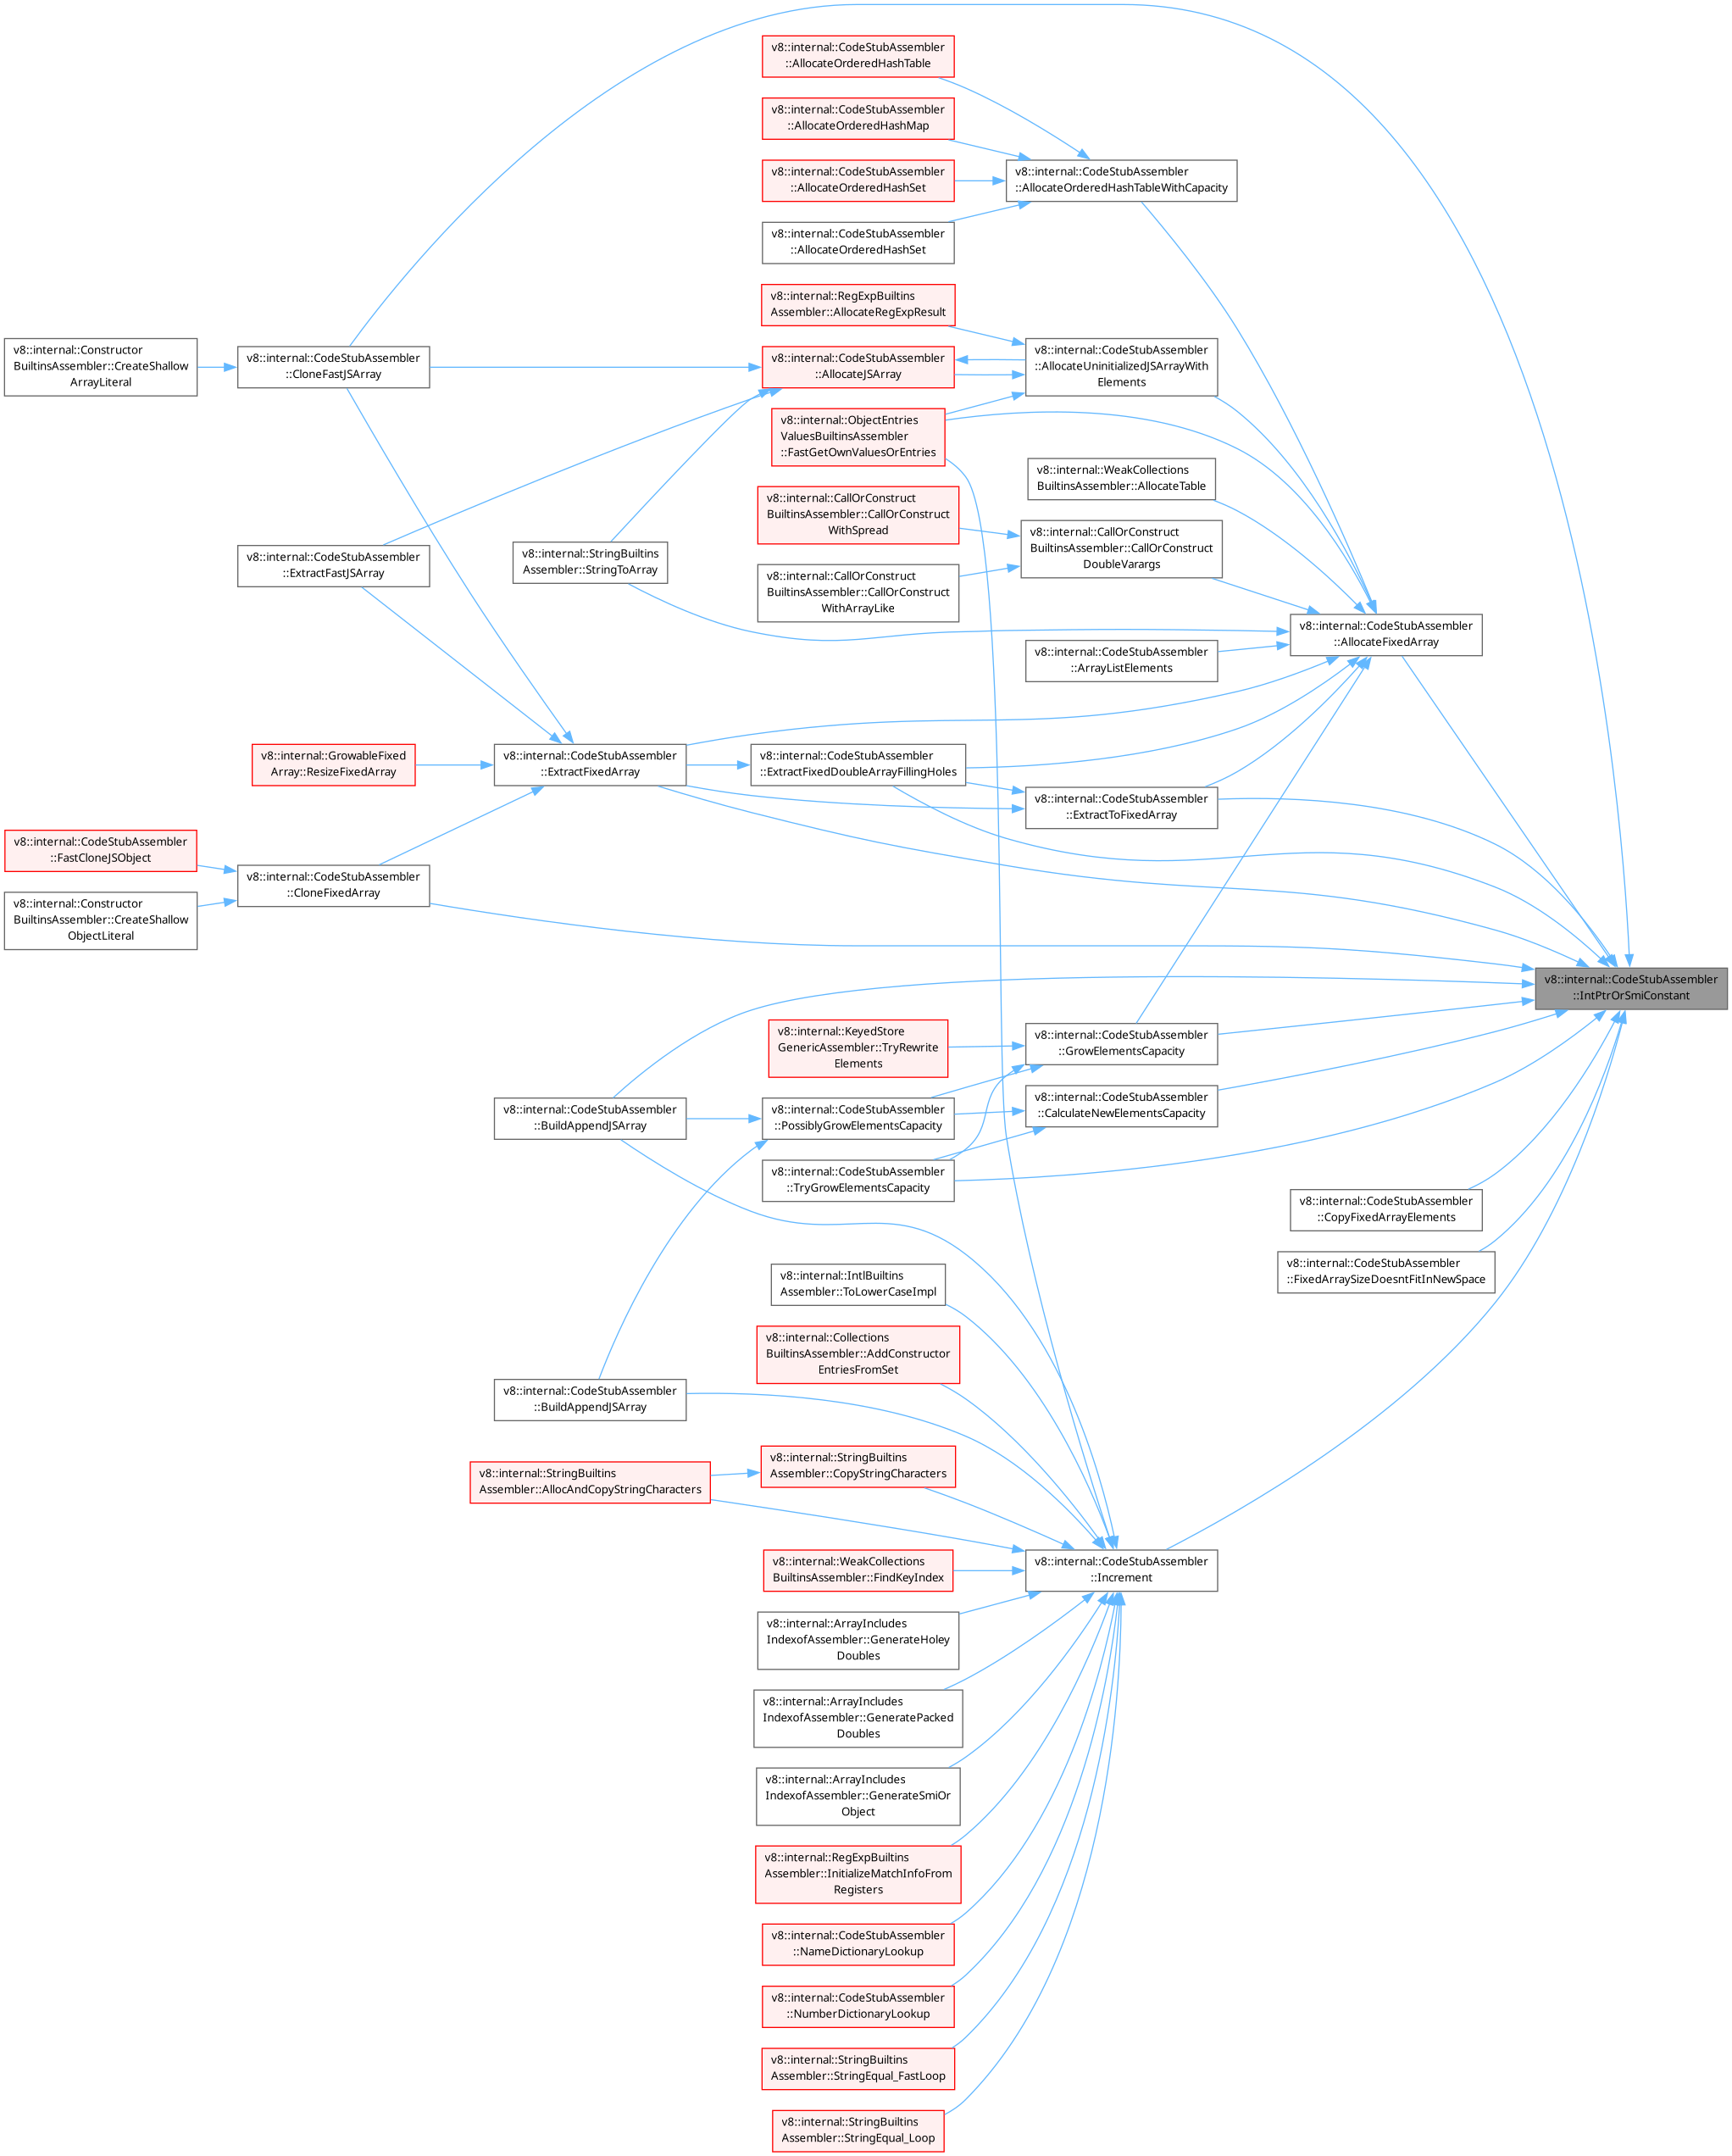 v8::internal::CodeStubAssembler
::AllocateOrderedHashTable
v8::internal::CodeStubAssembler
::AllocateOrderedHashMap
v8::internal::CodeStubAssembler
::AllocateOrderedHashSet
v8::internal::CodeStubAssembler
::AllocateOrderedHashTableWithCapacity
v8::internal::CodeStubAssembler
::AllocateOrderedHashSet
v8::internal::RegExpBuiltins
Assembler::AllocateRegExpResult
v8::internal::Constructor
BuiltinsAssembler::CreateShallow
ArrayLiteral
v8::internal::CodeStubAssembler
::CloneFastJSArray
v8::internal::CodeStubAssembler
::AllocateJSArray
v8::internal::CodeStubAssembler
::AllocateUninitializedJSArrayWith
Elements
v8::internal::ObjectEntries
ValuesBuiltinsAssembler
::FastGetOwnValuesOrEntries
v8::internal::WeakCollections
BuiltinsAssembler::AllocateTable
v8::internal::CallOrConstruct
BuiltinsAssembler::CallOrConstruct
WithSpread
v8::internal::CallOrConstruct
BuiltinsAssembler::CallOrConstruct
DoubleVarargs
v8::internal::CodeStubAssembler
::ExtractFastJSArray
v8::internal::StringBuiltins
Assembler::StringToArray
v8::internal::CallOrConstruct
BuiltinsAssembler::CallOrConstruct
WithArrayLike
v8::internal::CodeStubAssembler
::AllocateFixedArray
v8::internal::CodeStubAssembler
::ArrayListElements
v8::internal::GrowableFixed
Array::ResizeFixedArray
v8::internal::CodeStubAssembler
::ExtractFixedArray
v8::internal::CodeStubAssembler
::ExtractFixedDoubleArrayFillingHoles
v8::internal::CodeStubAssembler
::ExtractToFixedArray
v8::internal::CodeStubAssembler
::FastCloneJSObject
v8::internal::CodeStubAssembler
::CloneFixedArray
v8::internal::Constructor
BuiltinsAssembler::CreateShallow
ObjectLiteral
v8::internal::CodeStubAssembler
::IntPtrOrSmiConstant
v8::internal::KeyedStore
GenericAssembler::TryRewrite
Elements
v8::internal::CodeStubAssembler
::GrowElementsCapacity
v8::internal::CodeStubAssembler
::BuildAppendJSArray
v8::internal::CodeStubAssembler
::PossiblyGrowElementsCapacity
v8::internal::CodeStubAssembler
::CalculateNewElementsCapacity
v8::internal::CodeStubAssembler
::TryGrowElementsCapacity
v8::internal::CodeStubAssembler
::CopyFixedArrayElements
v8::internal::CodeStubAssembler
::FixedArraySizeDoesntFitInNewSpace
v8::internal::IntlBuiltins
Assembler::ToLowerCaseImpl
v8::internal::Collections
BuiltinsAssembler::AddConstructor
EntriesFromSet
v8::internal::CodeStubAssembler
::BuildAppendJSArray
v8::internal::StringBuiltins
Assembler::AllocAndCopyStringCharacters
v8::internal::StringBuiltins
Assembler::CopyStringCharacters
v8::internal::WeakCollections
BuiltinsAssembler::FindKeyIndex
v8::internal::CodeStubAssembler
::Increment
v8::internal::ArrayIncludes
IndexofAssembler::GenerateHoley
Doubles
v8::internal::ArrayIncludes
IndexofAssembler::GeneratePacked
Doubles
v8::internal::ArrayIncludes
IndexofAssembler::GenerateSmiOr
Object
v8::internal::RegExpBuiltins
Assembler::InitializeMatchInfoFrom
Registers
v8::internal::CodeStubAssembler
::NameDictionaryLookup
v8::internal::CodeStubAssembler
::NumberDictionaryLookup
v8::internal::StringBuiltins
Assembler::StringEqual_FastLoop
v8::internal::StringBuiltins
Assembler::StringEqual_Loop